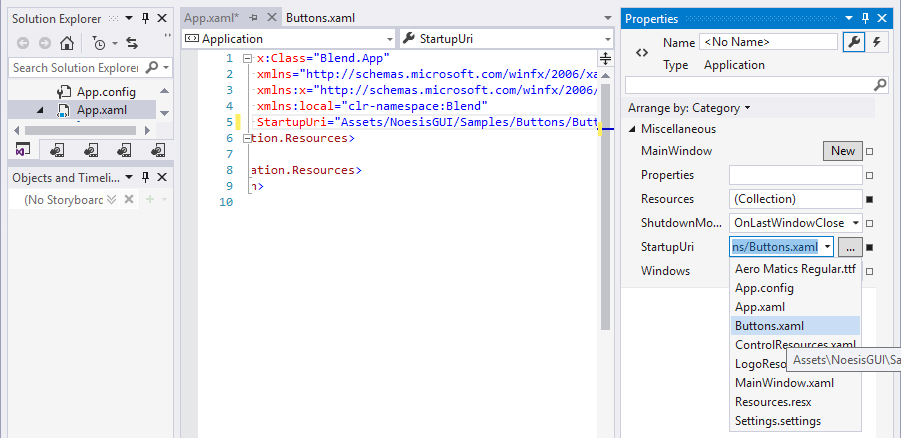 Solution Explorer
Search Solution Explorer
App.config
App.xaml
Objects and Timeli...
(No Storyboard
App.xaml*
Buttons.xaml
Application
StartupUri
1 x:Class="Blend.App"
2 xmlns="http://schemas.microsoft.com/winfx/2006/xa
3 xmlns:x="http://schemas.microsoft.com/winfx/2006/
4 xmlns:local="clr-namespace:Blend"
5 StartupUri="Assets/NoesisGUI/Samples/Buttons/Butt
6 tion.Resources>
7
8 ation.Resources>
9 n>
10
Properties
Name <No Name>
Type Application
Arrange by: Category
Miscellaneous
MainWindow New
Properties
Resources (Collection)
ShutdownMo... OnLastWindowClose
StartupUri ns/Buttons.xaml ...
Windows
Aero Matics Regular.ttf
App.config
App.xaml
Buttons.xaml
ControlResources.xaml
LogoReso
Assets\NoesisGUI\Sa
MainWindow.xaml
Resources.resx
Settings.settings